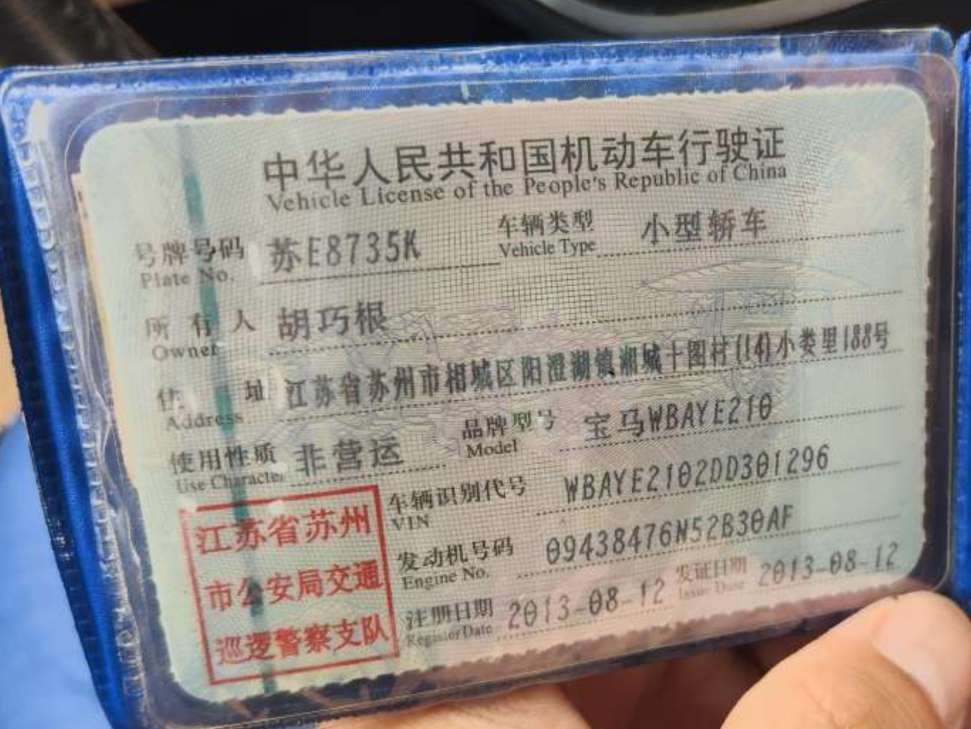 中华人民共和国机动车行驶证
Vehicle License of the People's Republic of China
号牌号码 苏E8735K 车辆类型 小型轿车
Plate No. Vehicle Type
所有人 胡巧根
Owner
住址 江苏省苏州市相城区阳澄湖镇湘城十图村(14)小娄里188号
Address
使用性质 非营运 品牌型号 宝马WBAYE210
Use Character Model
车辆识别代号 WBAYE2102DD301296
VIN
发动机号码 09438476N52B30AF
Engine No.
注册日期 2013-08-12 发证日期 2013-08-12
Register Date Issue Date
江苏省苏州
市公安局交通
巡逻警察支队